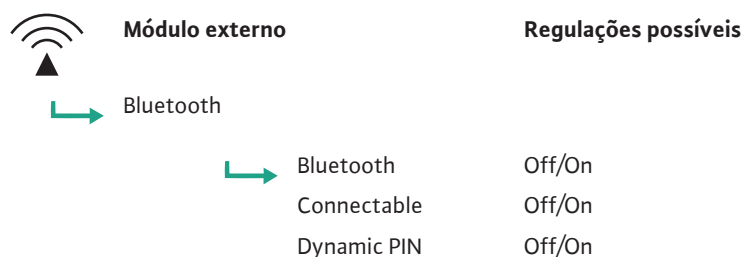 Módulo externo Regulações possíveis
Bluetooth
Bluetooth Off/On
Connectable Off/On
Dynamic PIN Off/On